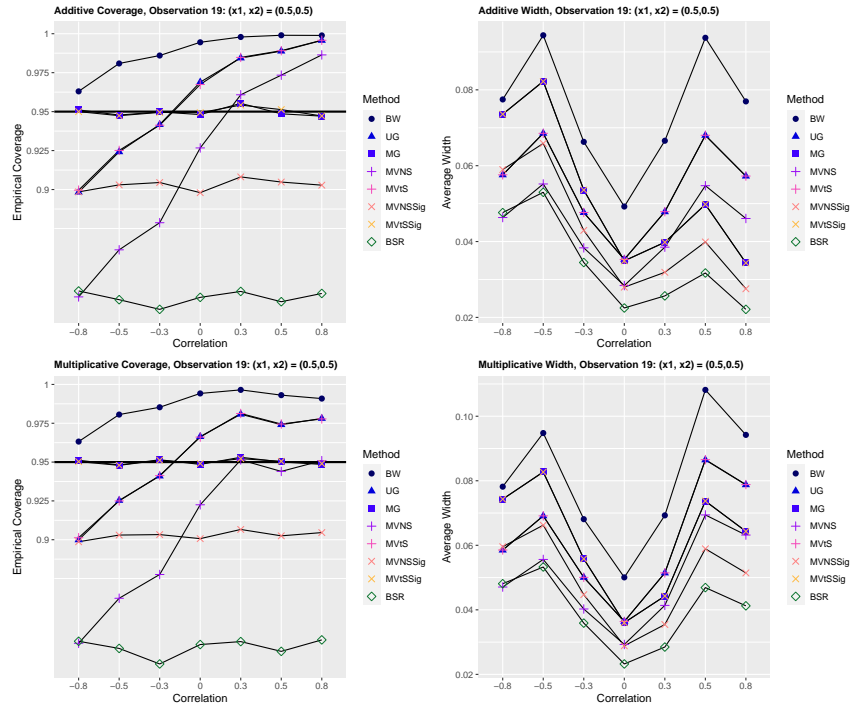 Additive Coverage, Observation 19: (x1, x2) = (0.5,0.5)
1
0.975
0.95
0.925
0.9
Empirical Coverage
−0.8 −0.5 −0.3 0 0.3 0.5 0.8
Correlation
Method
BW
UG
MG
MVNS
MVtS
MVNSSig
MVtSSig
BSR
Additive Width, Observation 19: (x1, x2) = (0.5,0.5)
0.08
0.06
0.04
0.02
Average Width
−0.8 −0.5 −0.3 0 0.3 0.5 0.8
Correlation
Method
BW
UG
MG
MVNS
MVtS
MVNSSig
MVtSSig
BSR
Multiplicative Coverage, Observation 19: (x1, x2) = (0.5,0.5)
1
0.975
0.95
0.925
0.9
Empirical Coverage
−0.8 −0.5 −0.3 0 0.3 0.5 0.8
Correlation
Method
BW
UG
MG
MVNS
MVtS
MVNSSig
MVtSSig
BSR
Multiplicative Width, Observation 19: (x1, x2) = (0.5,0.5)
0.10
0.08
0.06
0.04
0.02
Average Width
−0.8 −0.5 −0.3 0 0.3 0.5 0.8
Correlation
Method
BW
UG
MG
MVNS
MVtS
MVNSSig
MVtSSig
BSR